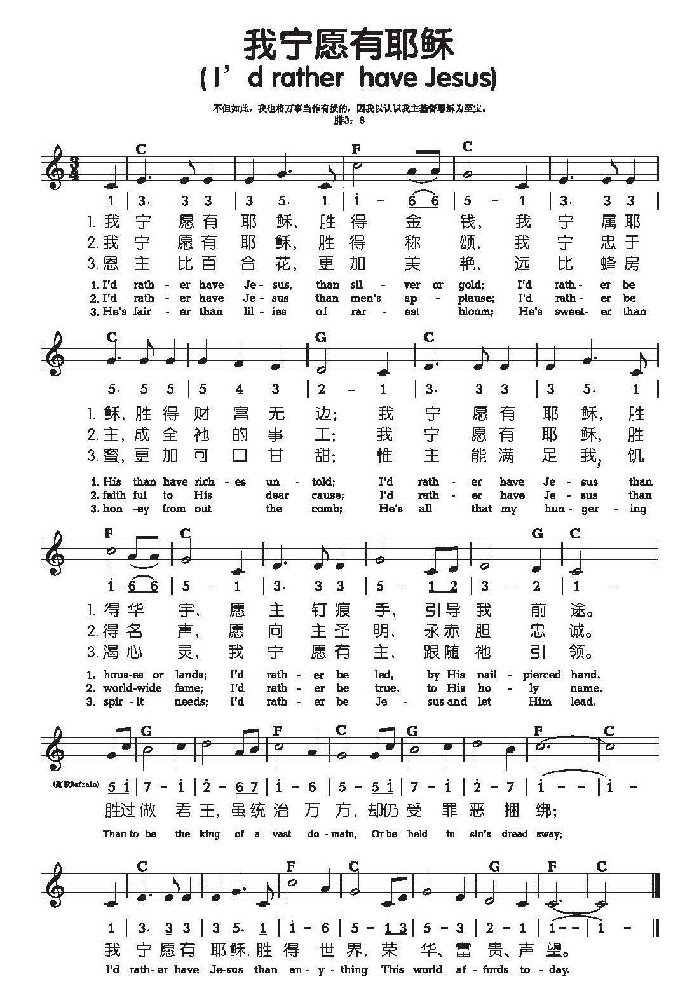 我宁愿有耶稣
( I’d rather have Jesus)
不但如此，我也将万事当作有损的，因我以认识我主基督耶稣为至宝。
腓3：8
C F C
3/4
1 | 3. 3 3 | 3 5. 1 | i - 6 6 | 5 - 1 | 3. 3 3 |
1. 我 宁 愿 有 耶 稣, 胜 得 金 钱, 我 宁 属 耶
2. 我 宁 愿 有 耶 稣, 胜 得 称 颂, 我 宁 忠 于
3. 恩 主 比 百 合 花, 更 加 美 艳, 远 比 蜂 房
1. I'd rath - er have Je - sus, than sil - ver or gold; I'd rath - er be
2. I'd rath - er have Je - sus than men's ap - plause; I'd rath - er be
3. He's fair - er than lil - ies of rar - est bloom; He's sweet- er than
C G C
5. 5 5 | 5 4 3 | 2 - 1 | 3. 3 3 | 3 5. 1 |
1. 稣, 胜 得 财 富 无 边; 我 宁 愿 有 耶 稣, 胜
2. 主, 成 全 祂 的 事 工; 我 宁 愿 有 耶 稣, 胜
3. 蜜, 更 加 可 口 甘 甜; 惟 主 能 满 足 我, 饥
1. His than have rich - es un - told; I'd rath - er have Je - sus than
2. faith ful to His dear cause; I'd rath - er have Je - sus than
3. hon -ey from out the comb; He's all that my hun - ger - ing
F C G C
i - 6 6 | 5 - 1 | 3. 3 3 | 5 - 1 2 | 3 - 2 | 1 -
1. 得 华 宇, 愿 主 钉 痕 手, 引 导 我 前 途。
2. 得 名 声, 愿 向 主 圣 明, 永 赤 胆 忠 诚。
3. 渴 心 灵, 我 宁 愿 有 主, 跟 随 祂 引 领。
1. hous-es or lands; I'd rath - er be led, by His nail - pierced hand.
2. world-wide fame; I'd rath - er be true. to His ho - ly name.
3. spir - it needs; I'd rath - er be Je - sus and let Him lead.
G F C G F C
(副歌Refrain) 5 i | 7 - i | 2 - 6 7 | i - 6 | 5 - 5 i | 7 - i | 2 - 7 | i - - | i -
胜过做 君 王, 虽 统 治 万 方, 却仍 受 罪 恶 捆 绑;
Than to be the king of a vast do - main, Or be held in sin's dread sway;
C F C G F C
1 | 3. 3 3 | 3 5. 1 | i - 6 | 5 - 1 3 | 5 - 3 | 2 - 1 | 1 - - | 1 - ||
我 宁 愿 有 耶 稣, 胜 得 世 界, 荣 华、富 贵、声 望。
I'd rath-er have Je-sus than an - y - thing This world af - fords to - day.